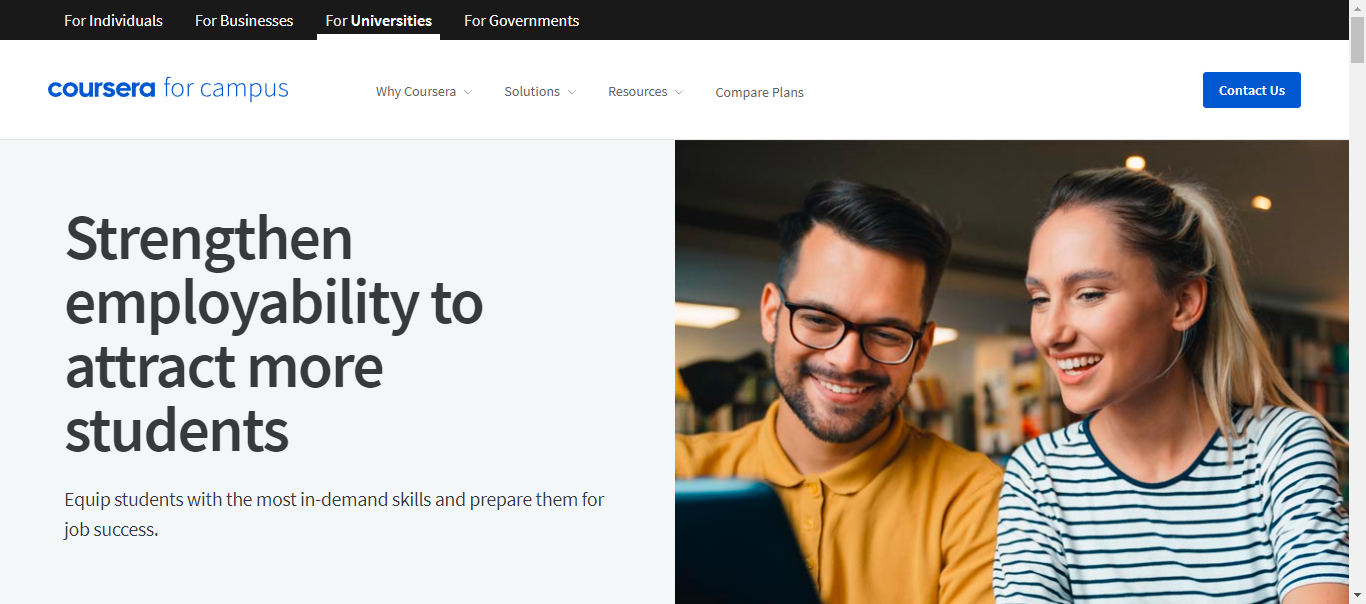 For Individuals For Businesses For Universities For Governments
coursera for campus Why Coursera Solutions Resources Compare Plans Contact Us
Strengthen
employability to
attract more
students
Equip students with the most in-demand skills and prepare them for
job success.